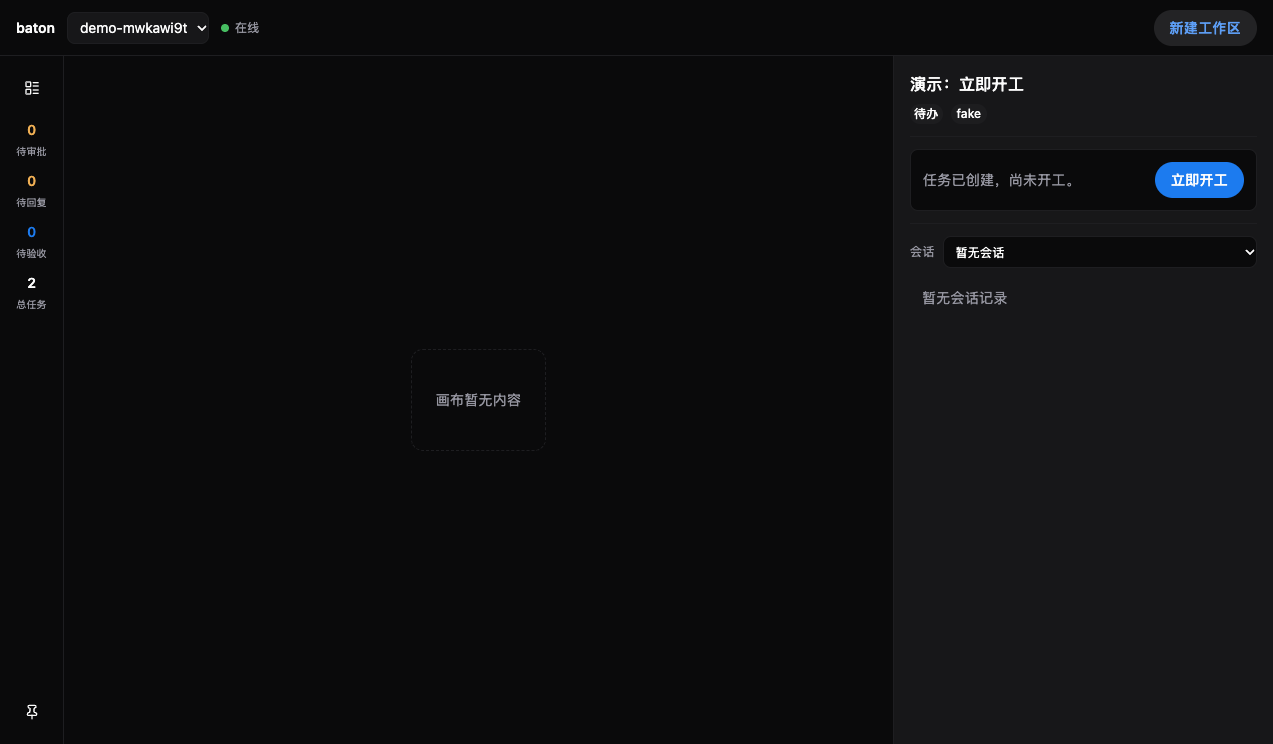 baton
demo-mwkawi9t
在线
新建工作区
0
待审批
0
待回复
0
待验收
2
总任务
画布暂无内容
演示：立即开工
待办 fake
任务已创建，尚未开工。
立即开工
会话
暂无会话
暂无会话记录